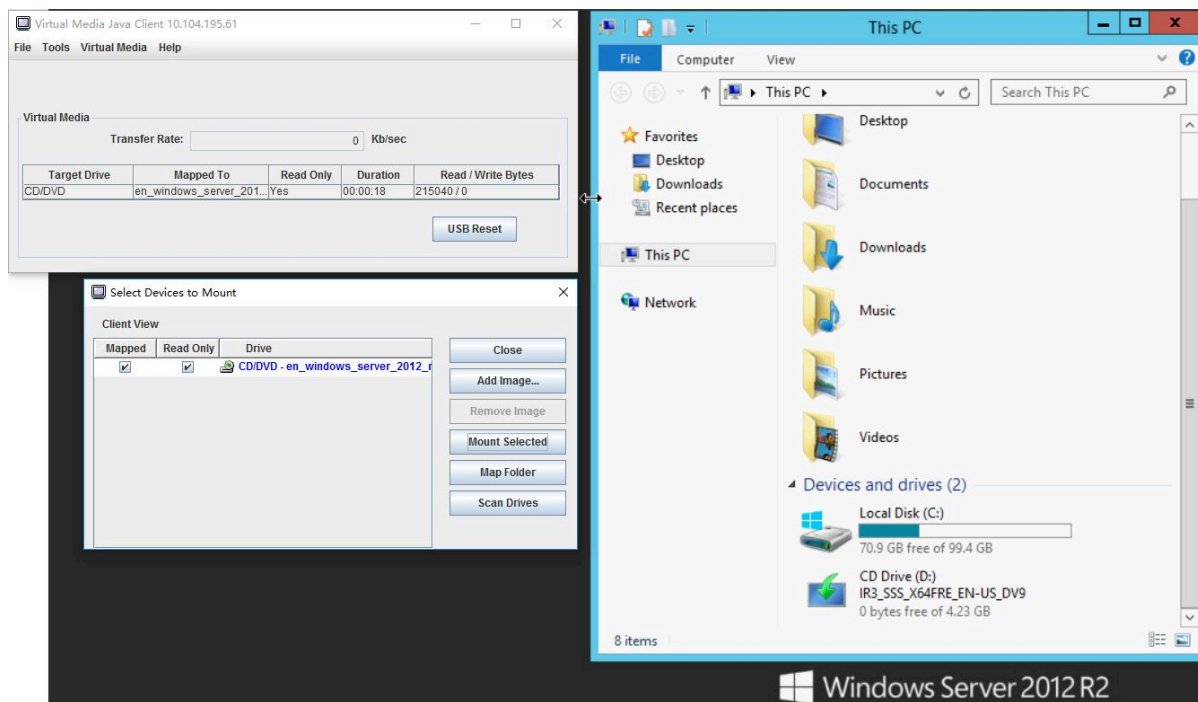 Virtual Media Java Client 10.104.195.61
File Tools Virtual Media Help
Virtual Media
Transfer Rate: 0 Kb/sec
Target Drive Mapped To Read Only Duration Read / Write Bytes
CD/DVD en_windows_server_201... Yes 00:00:18 215040 / 0
USB Reset
Select Devices to Mount
Client View
Mapped Read Only Drive
CD/DVD - en_windows_server_2012_r
Close
Add Image...
Remove Image
Mount Selected
Map Folder
Scan Drives
This PC
File Computer View
This PC
Search This PC
Favorites
Desktop
Downloads
Recent places
This PC
Network
Desktop
Documents
Downloads
Music
Pictures
Videos
Devices and drives (2)
Local Disk (C:)
70.9 GB free of 99.4 GB
CD Drive (D:)
IR3_SSS_X64FRE_EN-US_DV9
0 bytes free of 4.23 GB
8 items
Windows Server 2012 R2